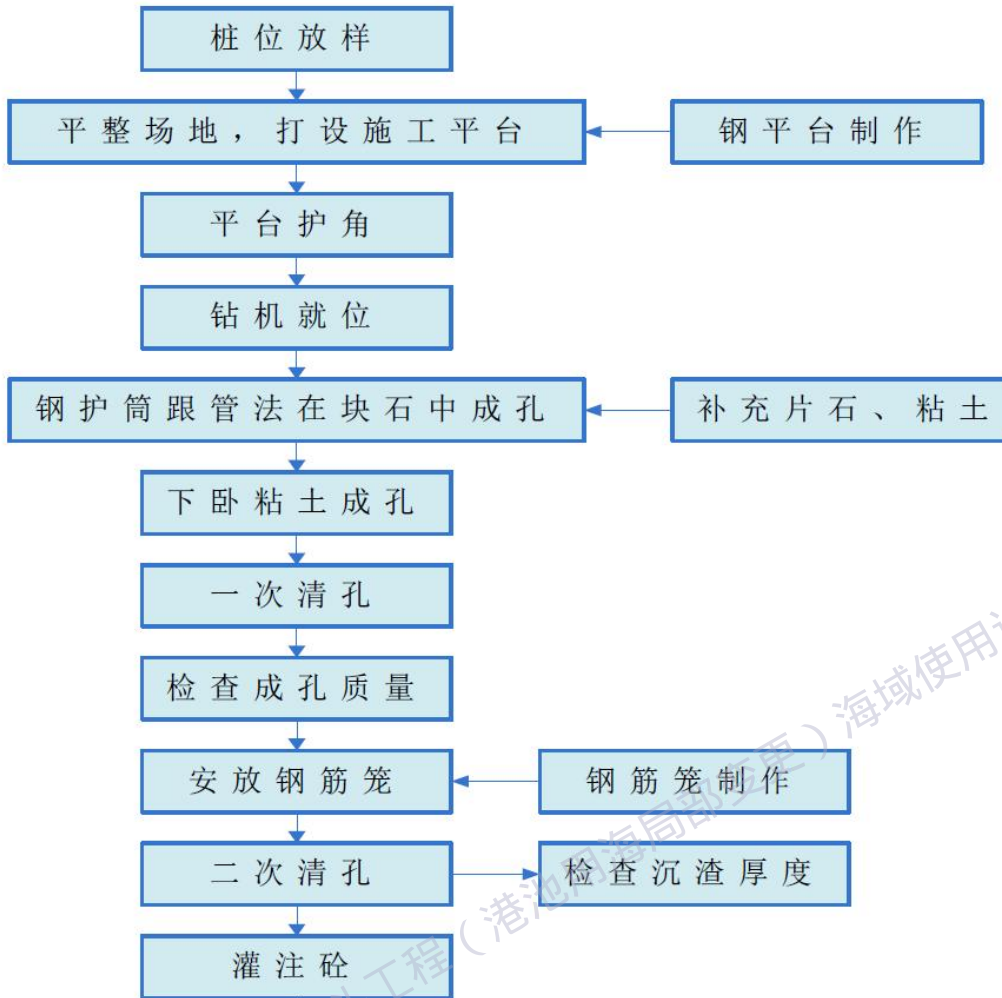 桩位放样
平整场地，打设施工平台
钢平台制作
平台护角
钻机就位
钢护筒跟管法在块石中成孔
补充片石、粘土
下卧粘土成孔
一次清孔
检查成孔质量
安放钢筋笼
钢筋笼制作
二次清孔
检查沉渣厚度
灌注砼
工程（港池用海局部变更）海域使用